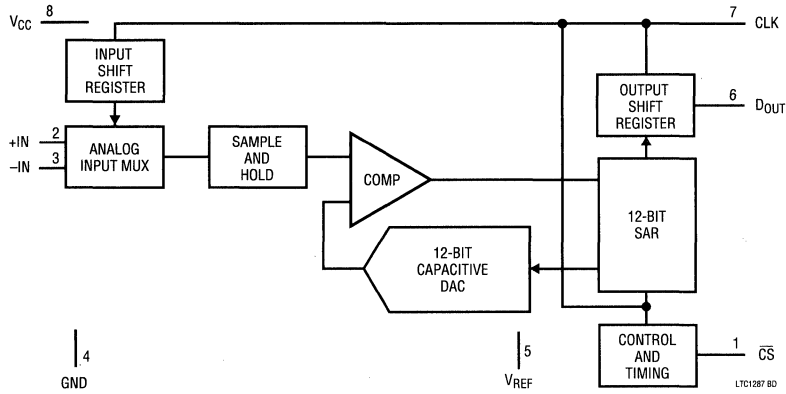 VCC 8
7 CLK
INPUT
SHIFT
REGISTER
OUTPUT
SHIFT
REGISTER
6 DOUT
+IN 2
–IN 3
ANALOG
INPUT MUX
SAMPLE
AND
HOLD
COMP
12-BIT
SAR
12-BIT
CAPACITIVE
DAC
CONTROL
AND
TIMING
1 CS
4
GND
5
VREF
LTC1287 BD